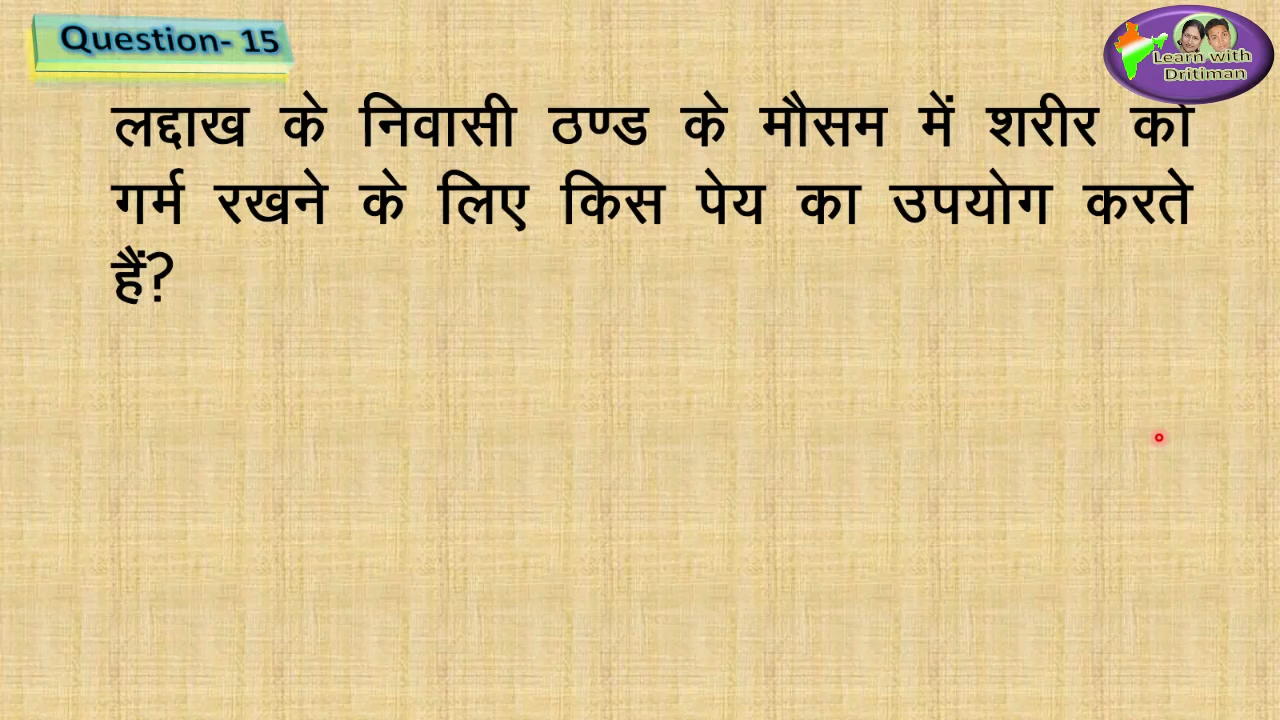 Question- 15
Learn with
Dritiman
लद्दाख के निवासी ठण्ड के मौसम में शरीर को
गर्म रखने के लिए किस पेय का उपयोग करते
हैं?